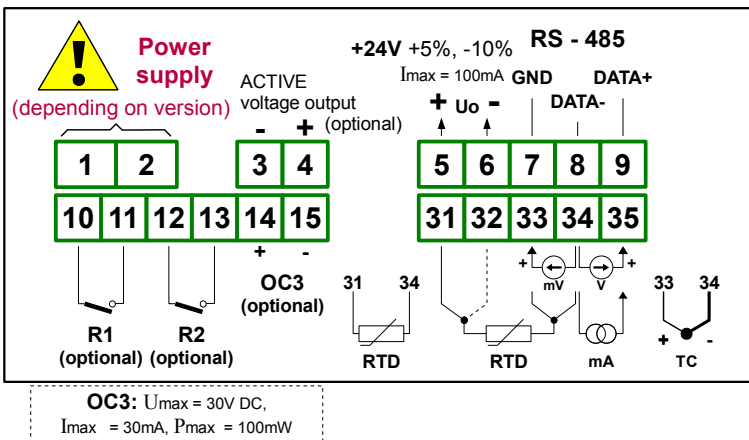 Power supply
(depending on version)
ACTIVE
voltage output
(optional)
- +
+24V +5%, -10%
Imax = 100mA
+ Uo -
RS - 485
GND DATA+
DATA-
1 2 3 4 5 6 7 8 9
10 11 12 13 14 15 31 32 33 34 35
+ -
OC3
(optional)
R1
(optional)
R2
(optional)
31 34
RTD
RTD
+ mV
V +
mA
33 34
+ -
TC
OC3: Umax = 30V DC,
Imax = 30mA, Pmax = 100mW